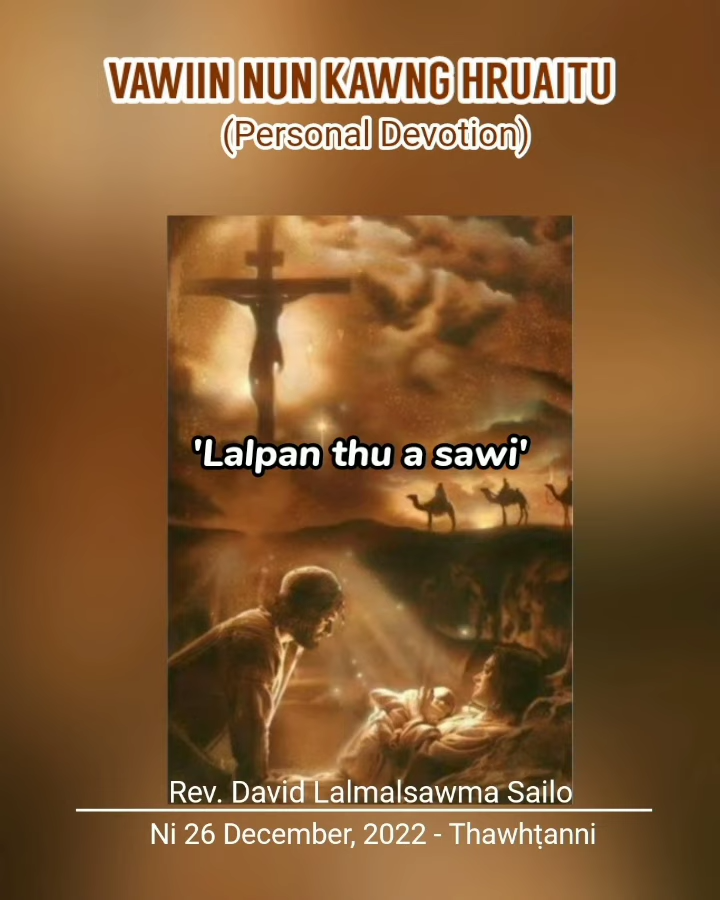 VAWIIN NUN KAWNG HRUAITU
(Personal Devotion)
'Lalpan thu a sawi'
Rev. David Lalmalsawma Sailo
Ni 26 December, 2022 - Thawhṭanni